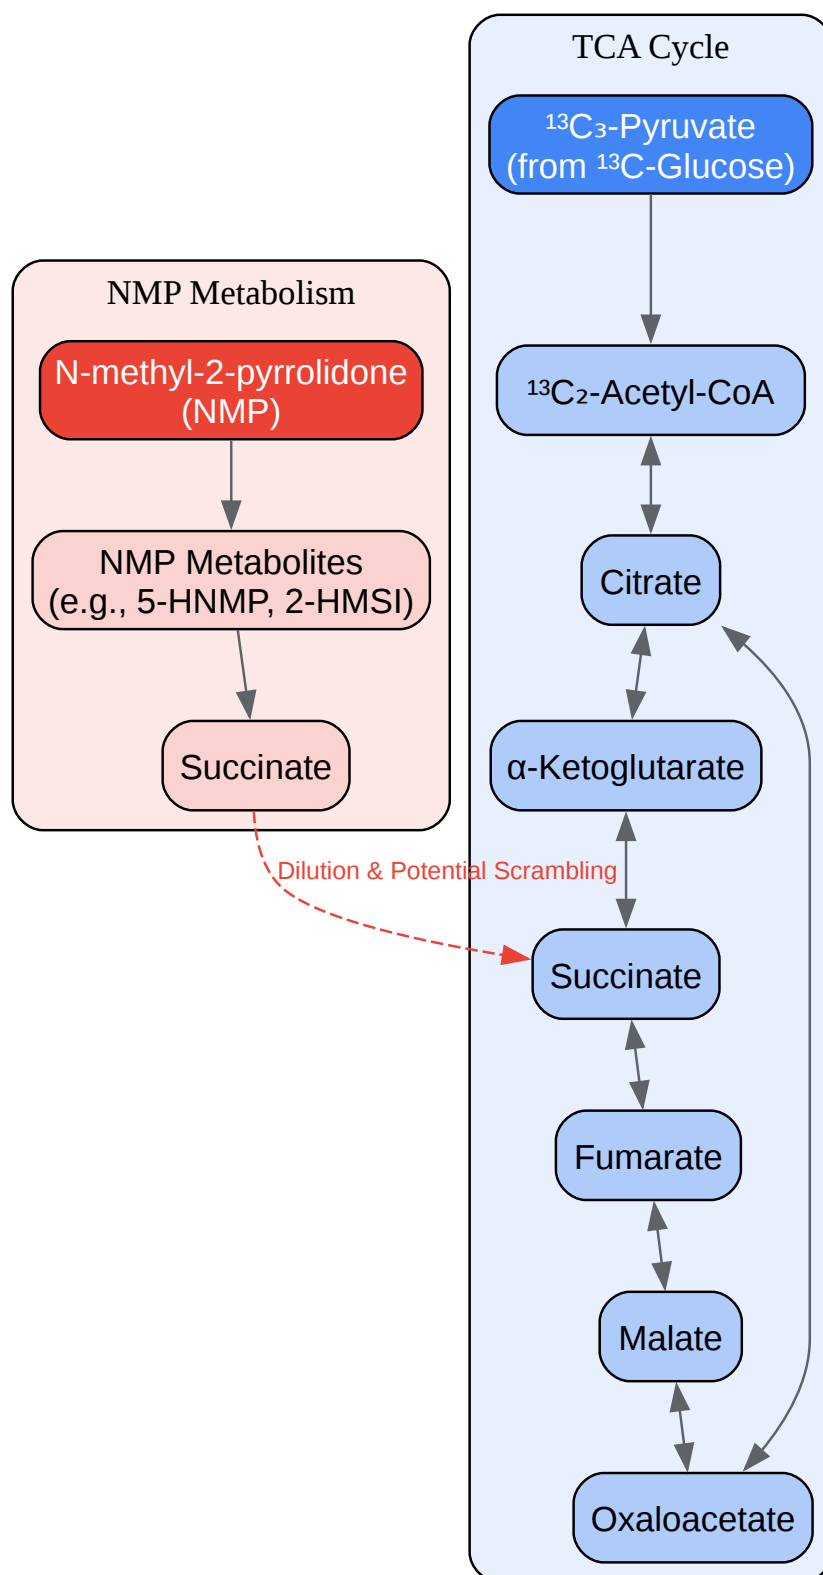 TCA Cycle
¹³C₃-Pyruvate
(from ¹³C-Glucose)
NMP Metabolism
N-methyl-2-pyrrolidone
(NMP)
¹³C₂-Acetyl-CoA
NMP Metabolites
(e.g., 5-HNMP, 2-HMSI)
Citrate
Succinate
α-Ketoglutarate
Dilution & Potential Scrambling
Succinate
Fumarate
Malate
Oxaloacetate